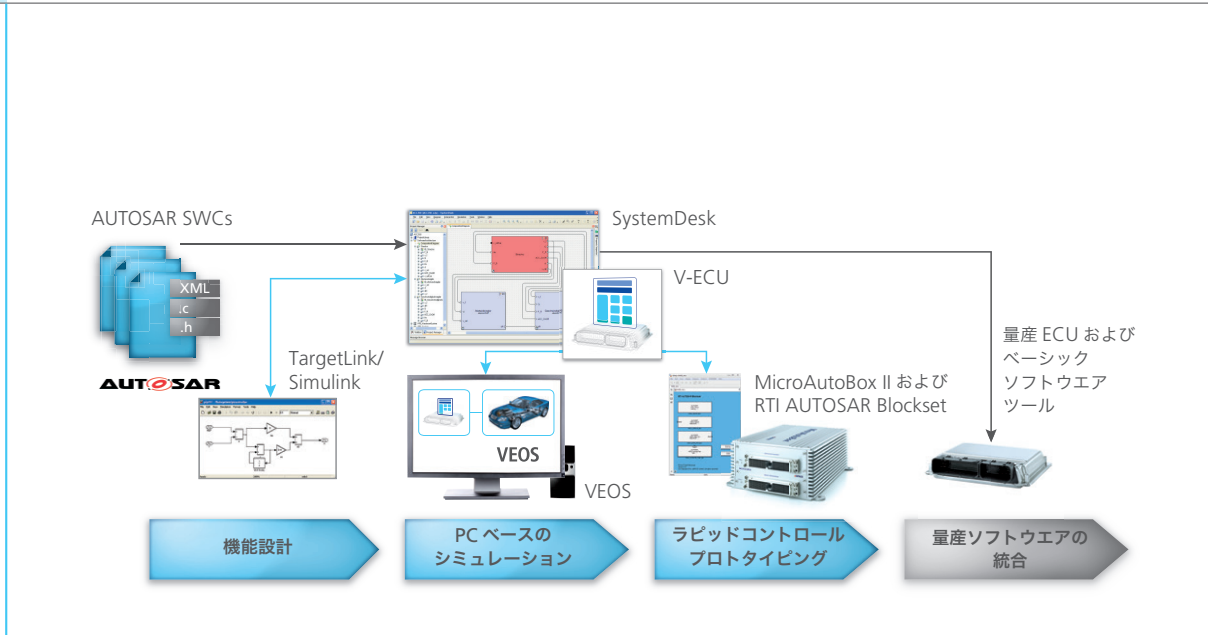 AUTOSAR SWCs
XML
.c
.h
AUTOSAR
SystemDesk
V-ECU
TargetLink/
Simulink
VEOS
VEOS
MicroAutoBox II および
RTI AUTOSAR Blockset
量産 ECU および
ベーシック
ソフトウエア
ツール
機能設計
PC ベースの
シミュレーション
ラピッドコントロール
プロトタイピング
量産ソフトウエアの
統合